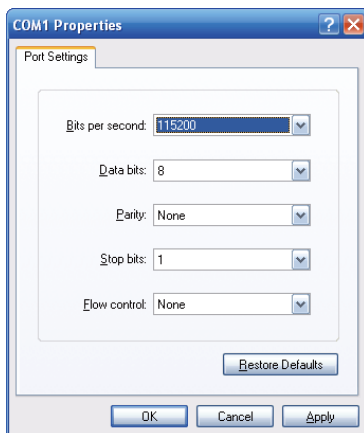 COM1 Properties
Port Settings
Bits per second: 115200
Data bits: 8
Parity: None
Stop bits: 1
Flow control: None
Restore Defaults
OK Cancel Apply